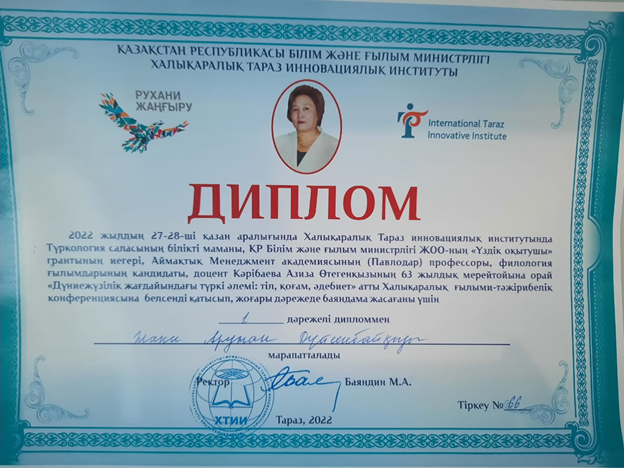 ҚАЗАҚСТАН РЕСПУБЛИКАСЫ БІЛІМ ЖӘНЕ ҒЫЛЫМ МИНИСТРЛІГІ
ХАЛЫҚАРАЛЫҚ ТАРАЗ ИННОВАЦИЯЛЫҚ ИНСТИТУТЫ
РУХАНИ
ЖАҢҒЫРУ
International Taraz
Innovative Institute
ДИПЛОМ
2022 жылдың 27-28-ші қазан аралығында Халықаралық Тараз инновациялық институтында
Түркология саласының білікті маманы, ҚР Білім және ғылым министрлігі ЖОО-ның «Үздік оқытушы»
грантының иегері, Аймақтық Менеджмент академиясының (Павлодар) профессоры, филология
ғылымдарының кандидаты, доцент Кәрібаева Азиза Өтегенқызының 63 жылдық мерейтойына орай
«Дүниежүзілік жағдайындағы түркі әлемі: тіл, қоғам, әдебиет» атты Халықаралық ғылыми-тәжірибелік
конференциясына белсенді қатысып, жоғары дәрежеде баяндама жасағаны үшін
1 дәрежелі дипломмен
марапатталады
Ректор Баяндин М.А.
ХТИИ
Тіркеу № 66
Тараз, 2022